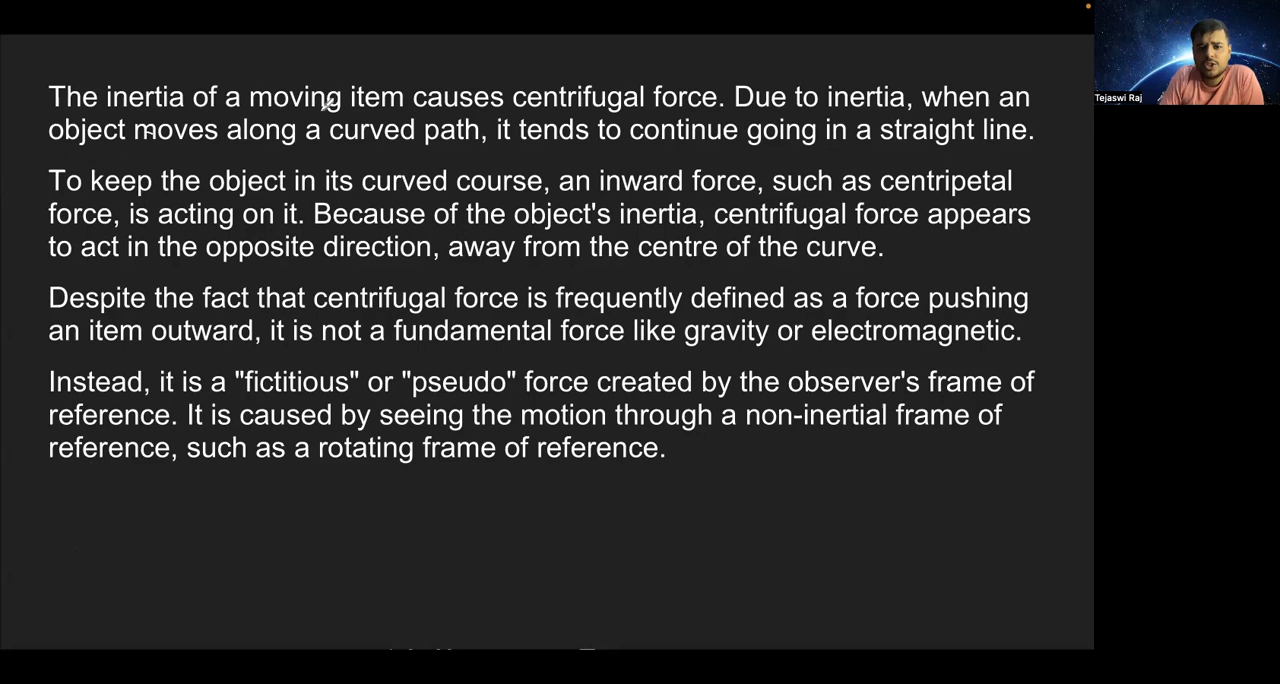 The inertia of a moving item causes centrifugal force. Due to inertia, when an
object moves along a curved path, it tends to continue going in a straight line.
To keep the object in its curved course, an inward force, such as centripetal
force, is acting on it. Because of the object's inertia, centrifugal force appears
to act in the opposite direction, away from the centre of the curve.
Despite the fact that centrifugal force is frequently defined as a force pushing
an item outward, it is not a fundamental force like gravity or electromagnetic.
Instead, it is a "fictitious" or "pseudo" force created by the observer's frame of
reference. It is caused by seeing the motion through a non-inertial frame of
reference, such as a rotating frame of reference.
Tejaswi Raj